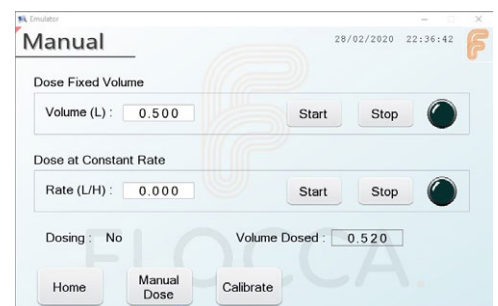 Emulator
Manual 28/02/2020 22:36:42
Dose Fixed Volume
Volume (L) : 0.500 Start Stop
Dose at Constant Rate
Rate (L/H) : 0.000 Start Stop
Dosing : No Volume Dosed : 0.520
FLOCCA.
Home Manual Dose Calibrate